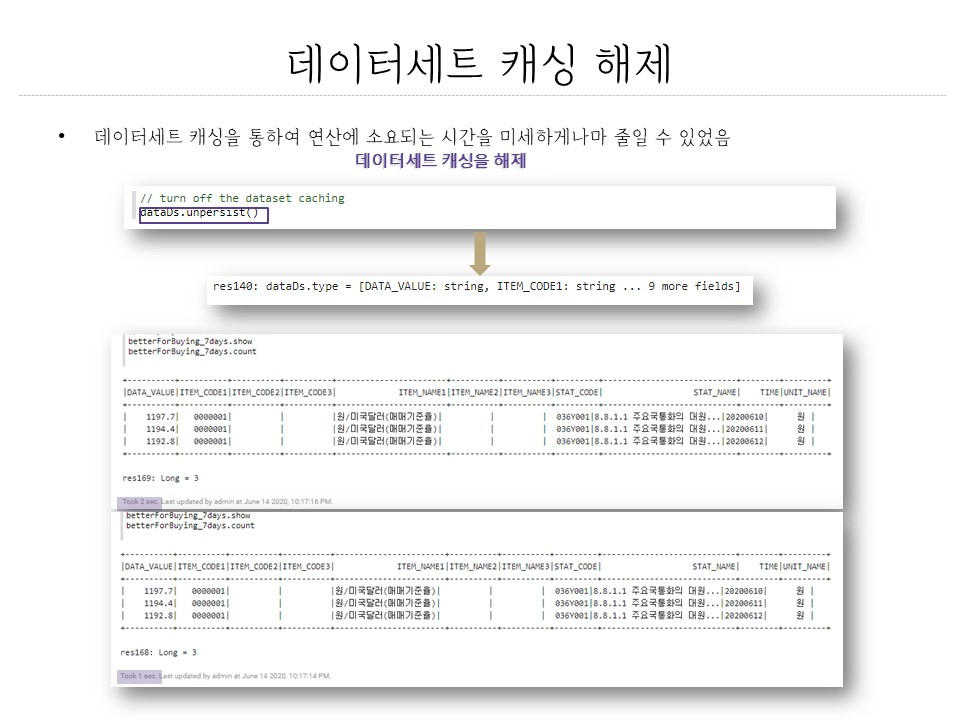 데이터세트 캐싱 해제
• 데이터세트 캐싱을 통하여 연산에 소요되는 시간을 미세하게나마 줄일 수 있었음
데이터세트 캐싱을 해제
// turn off the dataset caching
dataDs.unpersist()
res140: dataDs.type = [DATA_VALUE: string, ITEM_CODE1: string ... 9 more fields]
betterForBuying_7days.show
betterForBuying_7days.count
+----------+----------+----------+----------+------------------+----------+----------+---------+----------------------+--------+---------+
|DATA_VALUE|ITEM_CODE1|ITEM_CODE2|ITEM_CODE3| ITEM_NAME1|ITEM_NAME2|ITEM_NAME3|STAT_CODE| STAT_NAME| TIME|UNIT_NAME|
+----------+----------+----------+----------+------------------+----------+----------+---------+----------------------+--------+---------+
| 1197.7| 0000001| | |원/미국달러(매매기준율)| | | 036Y001|8.8.1.1 주요국통화의 대원...|20200610| 원 |
| 1194.4| 0000001| | |원/미국달러(매매기준율)| | | 036Y001|8.8.1.1 주요국통화의 대원...|20200611| 원 |
| 1192.8| 0000001| | |원/미국달러(매매기준율)| | | 036Y001|8.8.1.1 주요국통화의 대원...|20200612| 원 |
+----------+----------+----------+----------+------------------+----------+----------+---------+----------------------+--------+---------+
res169: Long = 3
Took 2 sec. Last updated by admin at June 14 2020, 10:17:16 PM.
betterForBuying_7days.show
betterForBuying_7days.count
+----------+----------+----------+----------+------------------+----------+----------+---------+----------------------+--------+---------+
|DATA_VALUE|ITEM_CODE1|ITEM_CODE2|ITEM_CODE3| ITEM_NAME1|ITEM_NAME2|ITEM_NAME3|STAT_CODE| STAT_NAME| TIME|UNIT_NAME|
+----------+----------+----------+----------+------------------+----------+----------+---------+----------------------+--------+---------+
| 1197.7| 0000001| | |원/미국달러(매매기준율)| | | 036Y001|8.8.1.1 주요국통화의 대원...|20200610| 원 |
| 1194.4| 0000001| | |원/미국달러(매매기준율)| | | 036Y001|8.8.1.1 주요국통화의 대원...|20200611| 원 |
| 1192.8| 0000001| | |원/미국달러(매매기준율)| | | 036Y001|8.8.1.1 주요국통화의 대원...|20200612| 원 |
+----------+----------+----------+----------+------------------+----------+----------+---------+----------------------+--------+---------+
res168: Long = 3
Took 1 sec. Last updated by admin at June 14 2020, 10:17:14 PM.